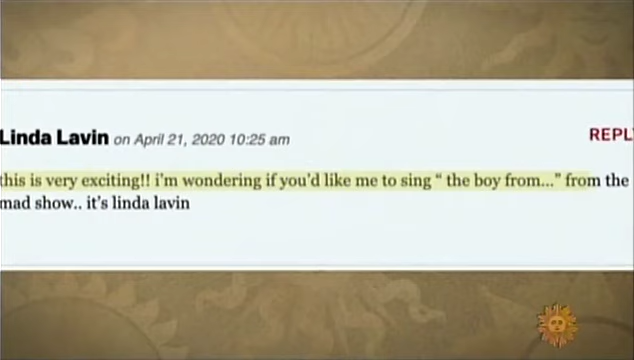 Linda Lavin on April 21, 2020 10:25 am
REPLY
this is very exciting!! i'm wondering if you'd like me to sing “ the boy from...” from the
mad show.. it's linda lavin